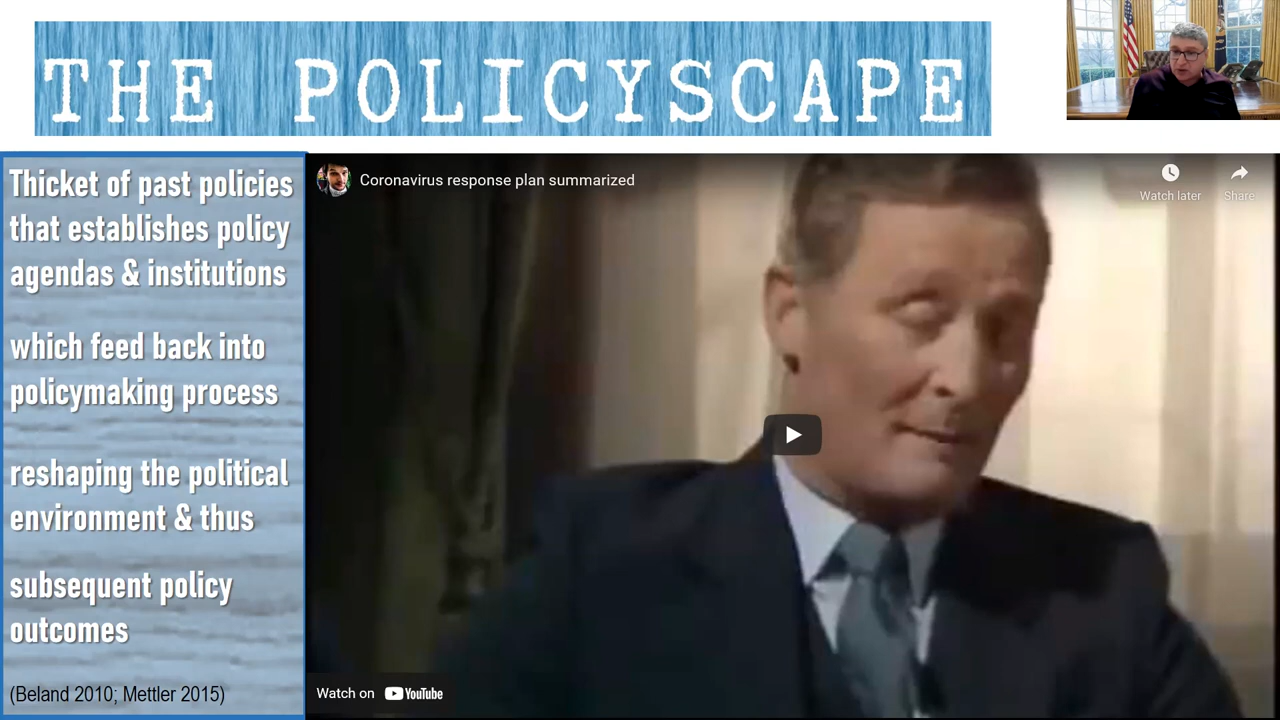 THE POLICYSCAPE
Thicket of past policies
that establishes policy
agendas & institutions
which feed back into
policymaking process
reshaping the political
environment & thus
subsequent policy
outcomes
(Beland 2010; Mettler 2015)
Coronavirus response plan summarized
Watch later
Share
Watch on YouTube